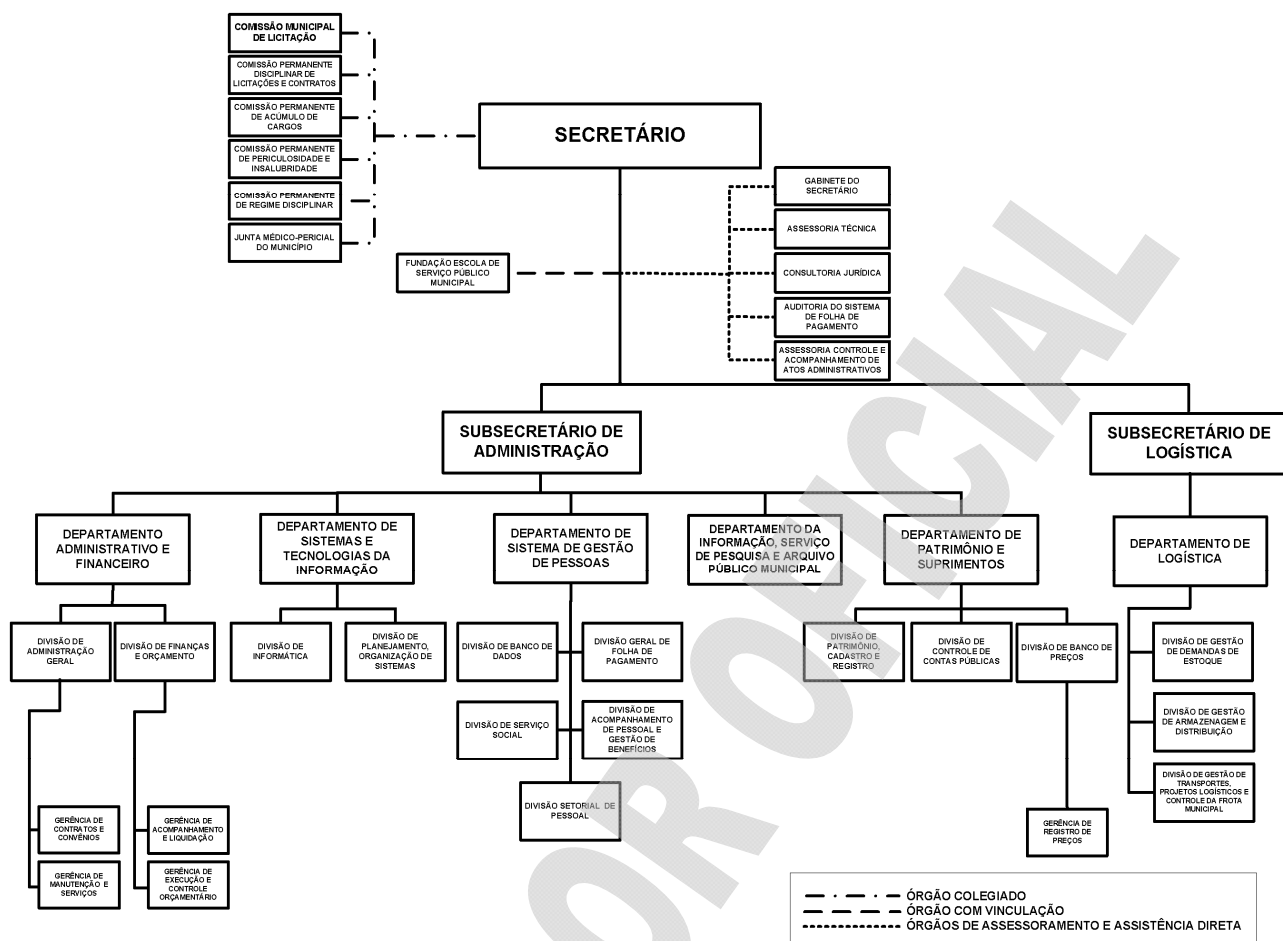 COMISSÃO MUNICIPAL
DE LICITAÇÃO
COMISSÃO PERMANENTE
DISCIPLINAR DE
LICITAÇÕES E CONTRATOS
COMISSÃO PERMANENTE
DE ACÚMULO DE
CARGOS
COMISSÃO PERMANENTE
DE PERICULOSIDADE E
INSALUBRIDADE
COMISSÃO PERMANENTE
DE REGIME DISCIPLINAR
JUNTA MÉDICO-PERICIAL
DO MUNICÍPIO
SECRETÁRIO
GABINETE DO
SECRETÁRIO
ASSESSORIA TÉCNICA
CONSULTORIA JURÍDICA
AUDITORIA DO SISTEMA
DE FOLHA DE
PAGAMENTO
ASSESSORIA CONTROLE E
ACOMPANHAMENTO DE
ATOS ADMINISTRATIVOS
FUNDAÇÃO ESCOLA DE
SERVIÇO PÚBLICO
MUNICIPAL
SUBSECRETÁRIO DE
ADMINISTRAÇÃO
SUBSECRETÁRIO DE
LOGÍSTICA
DEPARTAMENTO
ADMINISTRATIVO E
FINANCEIRO
DEPARTAMENTO DE
SISTEMAS E
TECNOLOGIAS DA
INFORMAÇÃO
DEPARTAMENTO DE
SISTEMA DE GESTÃO
DE PESSOAS
DEPARTAMENTO DA
INFORMAÇÃO, SERVIÇO
DE PESQUISA E ARQUIVO
PÚBLICO MUNICIPAL
DEPARTAMENTO DE
PATRIMÔNIO E
SUPRIMENTOS
DEPARTAMENTO DE
LOGÍSTICA
DIVISÃO DE
ADMINISTRAÇÃO
GERAL
DIVISÃO DE FINANÇAS E
ORÇAMENTO
DIVISÃO DE
INFORMÁTICA
DIVISÃO DE
PLANEJAMENTO,
ORGANIZAÇÃO DE
SISTEMAS
DIVISÃO DE BANCO DE
DADOS
DIVISÃO GERAL DE
FOLHA DE
PAGAMENTO
DIVISÃO DE
PATRIMÔNIO,
CADASTRO E
REGISTRO
DIVISÃO DE
CONTROLE DE
CONTAS PÚBLICAS
DIVISÃO DE BANCO DE
PREÇOS
DIVISÃO DE GESTÃO
DE DEMANDAS DE
ESTOQUE
DIVISÃO DE SERVIÇO
SOCIAL
DIVISÃO DE
ACOMPANHAMENTO
DE PESSOAL E
GESTÃO DE
BENEFÍCIOS
DIVISÃO DE GESTÃO
DE ARMAZENAGEM E
DISTRIBUIÇÃO
DIVISÃO SETORIAL DE
PESSOAL
DIVISÃO DE GESTÃO DE
TRANSPORTES,
PROJETOS LOGÍSTICOS E
CONTROLE DA FROTA
MUNICIPAL
GERÊNCIA DE
CONTRATOS E
CONVÊNIOS
GERÊNCIA DE
ACOMPANHAMENTO
E LIQUIDAÇÃO
GERÊNCIA DE
REGISTRO DE
PREÇOS
GERÊNCIA DE
MANUTENÇÃO E
SERVIÇOS
GERÊNCIA DE
EXECUÇÃO E
CONTROLE
ORÇAMENTÁRIO
ÓRGÃO COLEGIADO
ÓRGÃO COM VINCULAÇÃO
ÓRGÃOS DE ASSESSORAMENTO E ASSISTÊNCIA DIRETA
OR OFICIAL